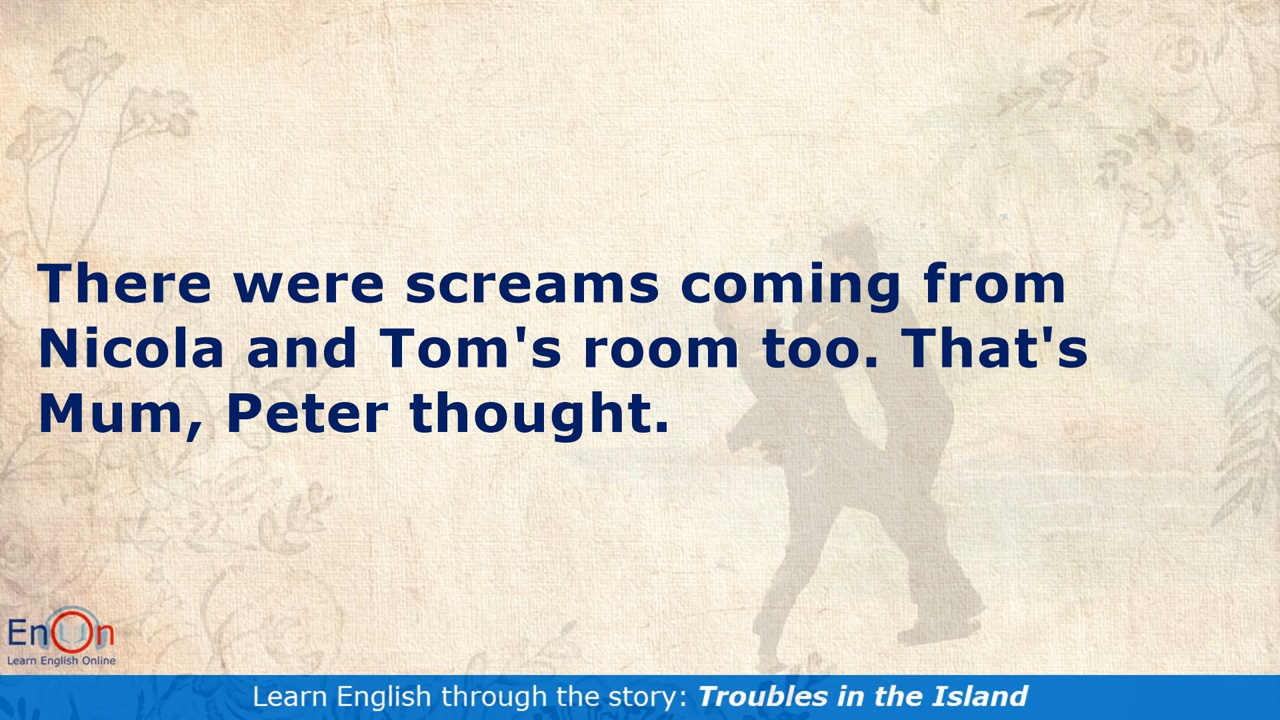 There were screams coming from
Nicola and Tom's room too. That's
Mum, Peter thought.
EnOn
Learn English Online
Learn English through the story: Troubles in the Island